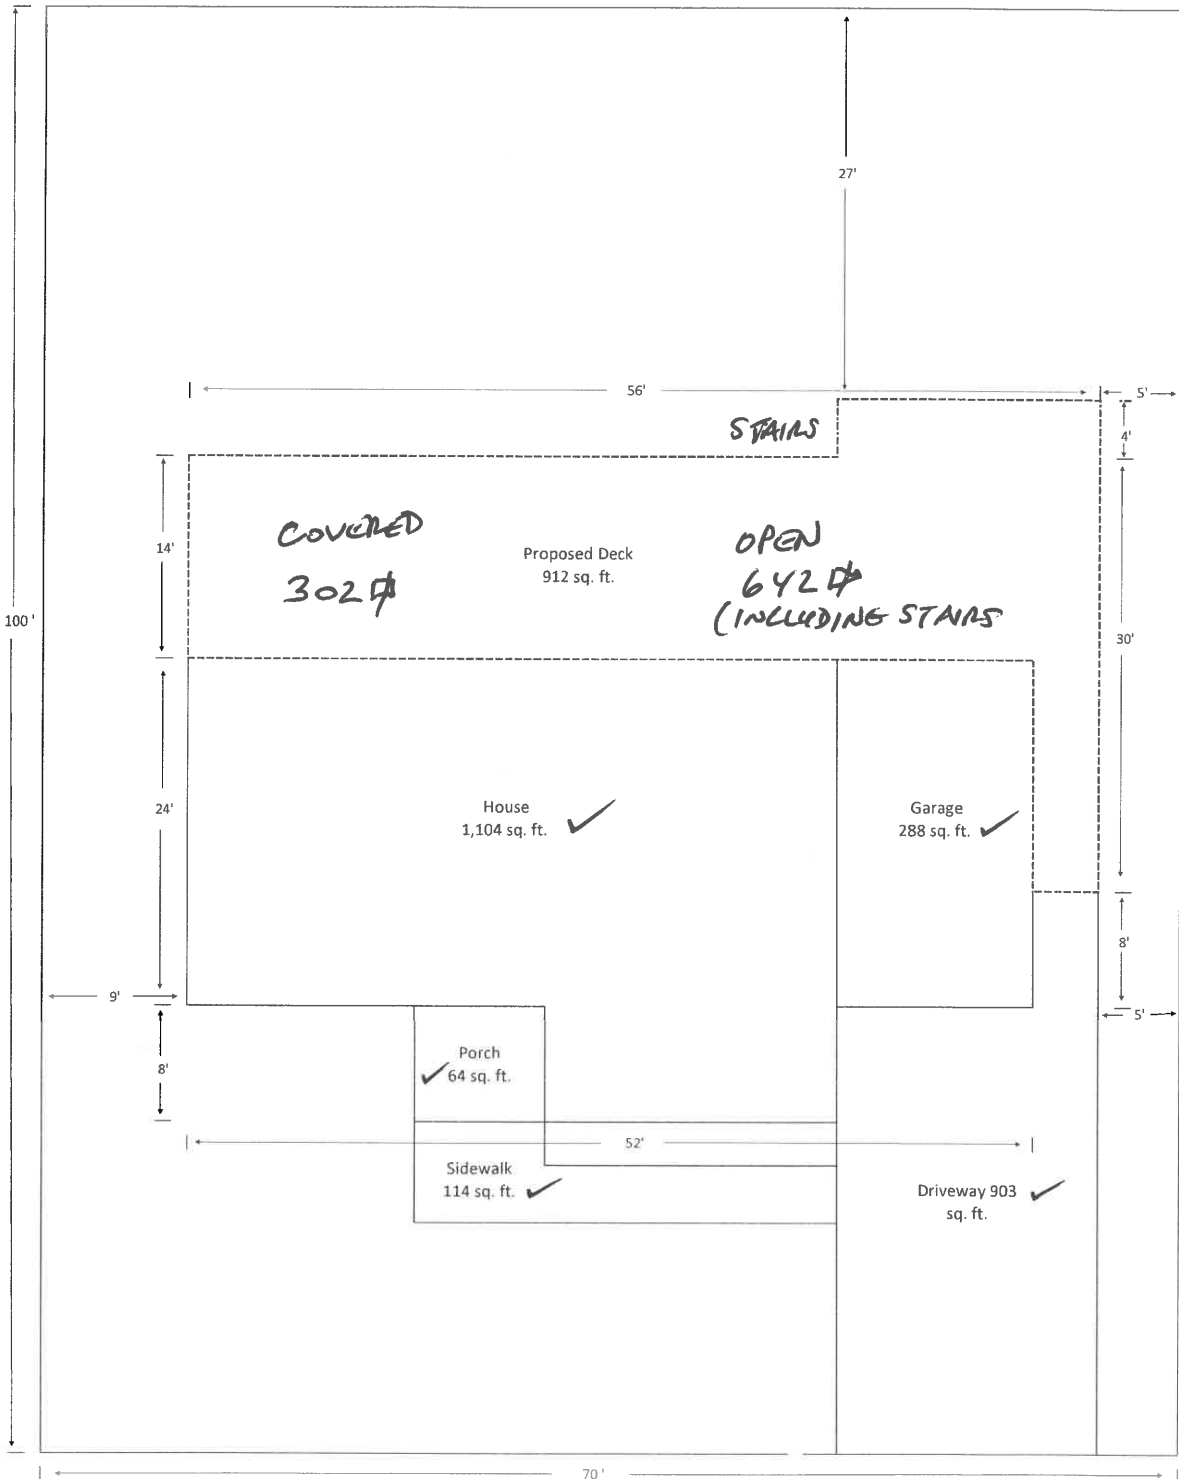 27'
56'
5'
STAIRS
4'
14'
COVERED
302 ⏍
Proposed Deck
912 sq. ft.
OPEN
642 ⏍
(INCLUDING STAIRS
100 '
30'
24'
House
1,104 sq. ft. ✓
Garage
288 sq. ft. ✓
8'
9'
5'
8'
Porch
✓ 64 sq. ft.
52'
Sidewalk
114 sq. ft. ✓
Driveway 903 ✓
sq. ft.
70 '